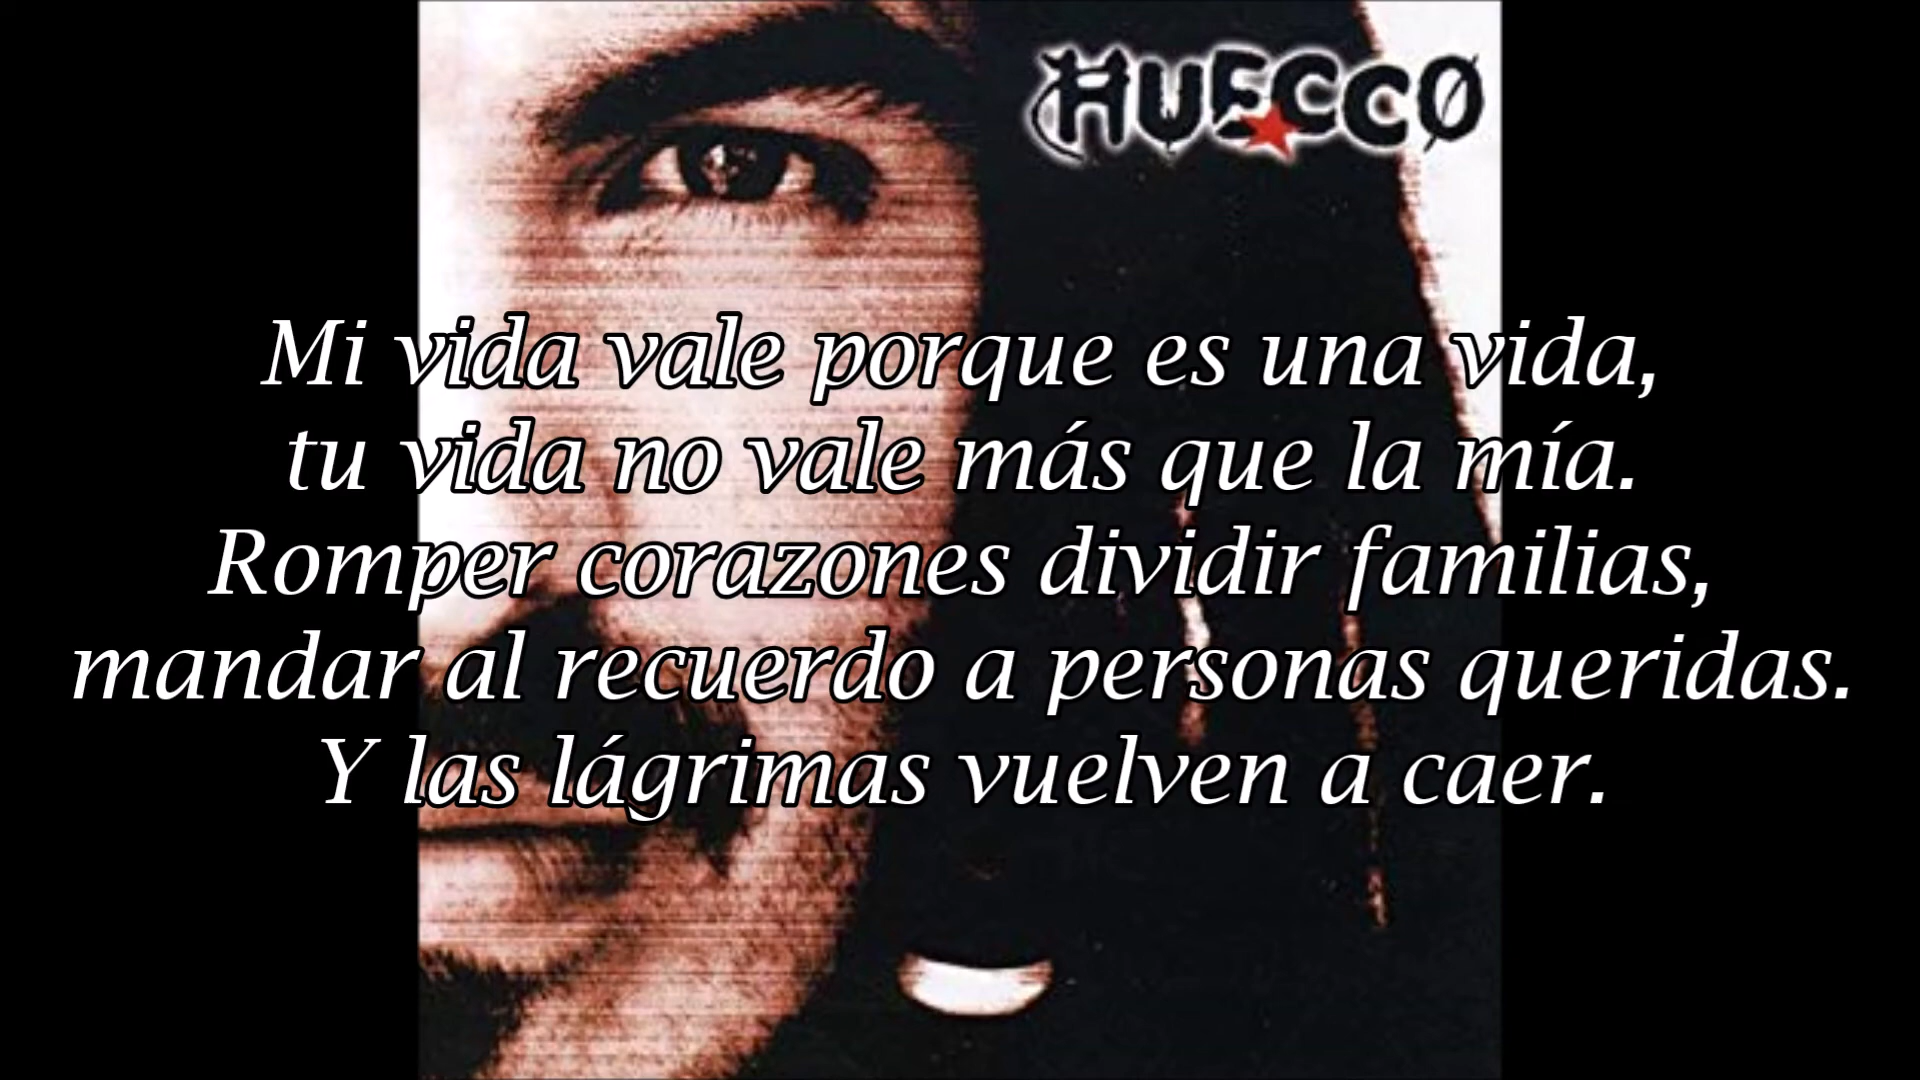 HUECCO
Mi vida vale porque es una vida,
tu vida no vale más que la mía.
Romper corazones dividir familias,
mandar al recuerdo a personas queridas.
Y las lágrimas vuelven a caer.